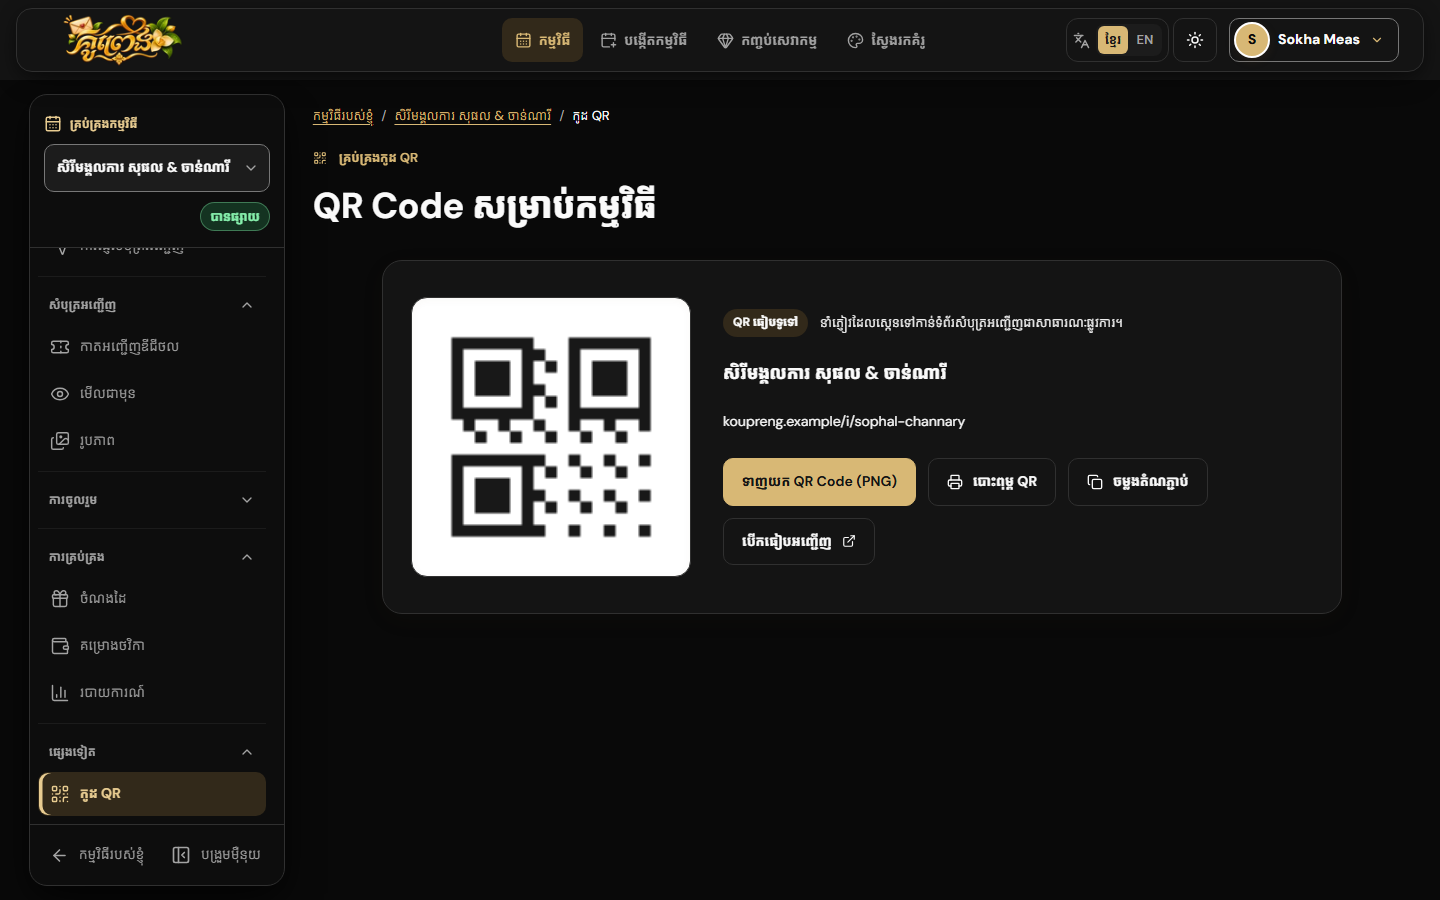 គូព្រេង
កម្មវិធី
បង្កើតកម្មវិធី
កញ្ចប់សេវាកម្ម
ស្វែងរកគំរូ
ខ្មែរ
EN
S
Sokha Meas
គ្រប់គ្រងកម្មវិធី
សិរីមង្គលការ សុផល & ចាន់ណារី
បានផ្សាយ
សំបុត្រអញ្ជើញ
កាតអញ្ជើញឌីជីថល
មើលជាមុន
រូបភាព
ការចូលរួម
ការគ្រប់គ្រង
ចំណងដៃ
គម្រោងថវិកា
របាយការណ៍
ផ្សេងទៀត
កូដ QR
កម្មវិធីរបស់ខ្ញុំ
បង្រួមម៉ឺនុយ
កម្មវិធីរបស់ខ្ញុំ / សិរីមង្គលការ សុផល & ចាន់ណារី / កូដ QR
គ្រប់គ្រងកូដ QR
QR Code សម្រាប់កម្មវិធី
QR ធៀបទូទៅ
នាំភ្ញៀវដែលស្កេនទៅកាន់ទំព័រសំបុត្រអញ្ជើញជាសាធារណៈផ្លូវការ។
សិរីមង្គលការ សុផល & ចាន់ណារី
koupreng.example/i/sophal-channary
ទាញយក QR Code (PNG)
បោះពុម្ព QR
ចម្លងតំណភ្ជាប់
បើកធៀបអញ្ជើញ